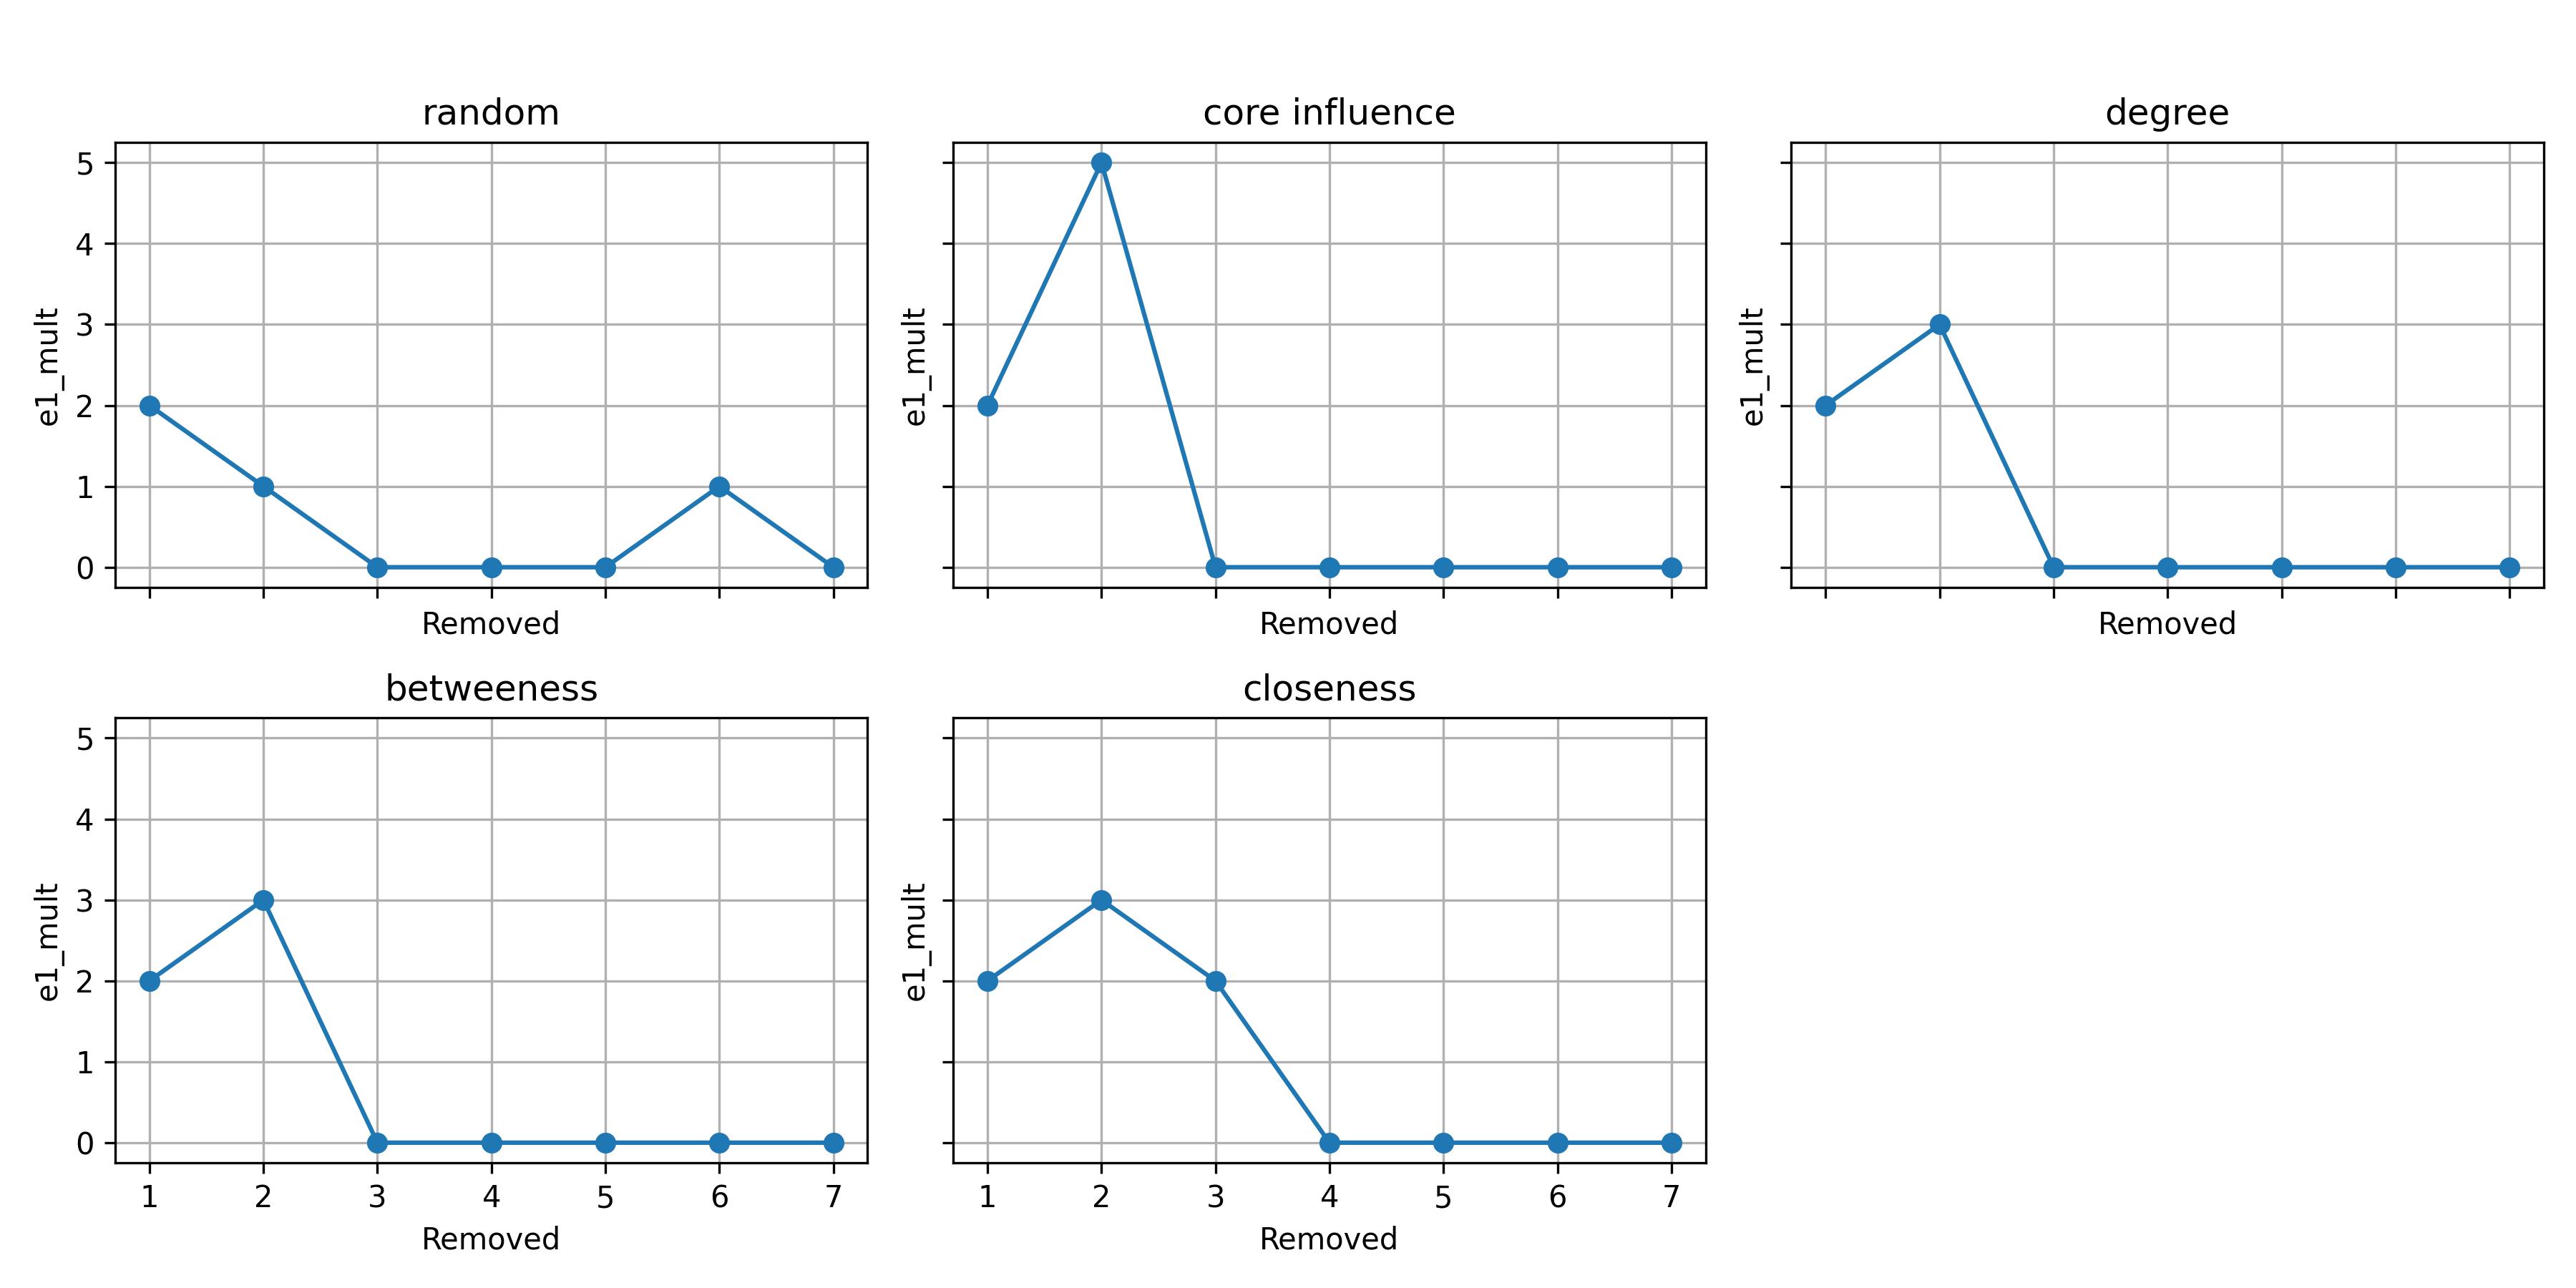 random
core influence
degree
5
4
3
2
1
0
e1_mult
e1_mult
e1_mult
Removed
Removed
Removed
betweeness
closeness
5
4
3
2
1
0
e1_mult
e1_mult
1 2 3 4 5 6 7
1 2 3 4 5 6 7
Removed
Removed